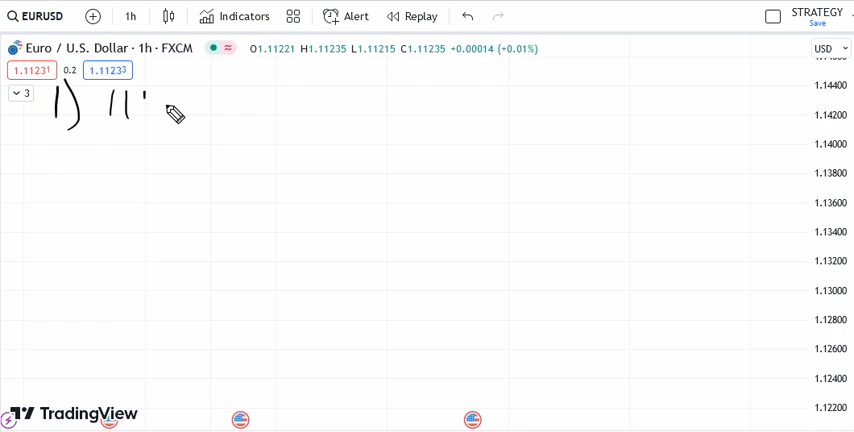 EURUSD 1h Indicators Alert Replay STRATEGY
Save
Euro / U.S. Dollar · 1h · FXCM O1.11221 H1.11235 L1.11215 C1.11235 +0.00014 (+0.01%) USD
1.11231 0.2 1.11233
3
1)
1.14400
1.14200
1.14000
1.13800
1.13600
1.13400
1.13200
1.13000
1.12800
1.12600
1.12400
1.12200
TradingView